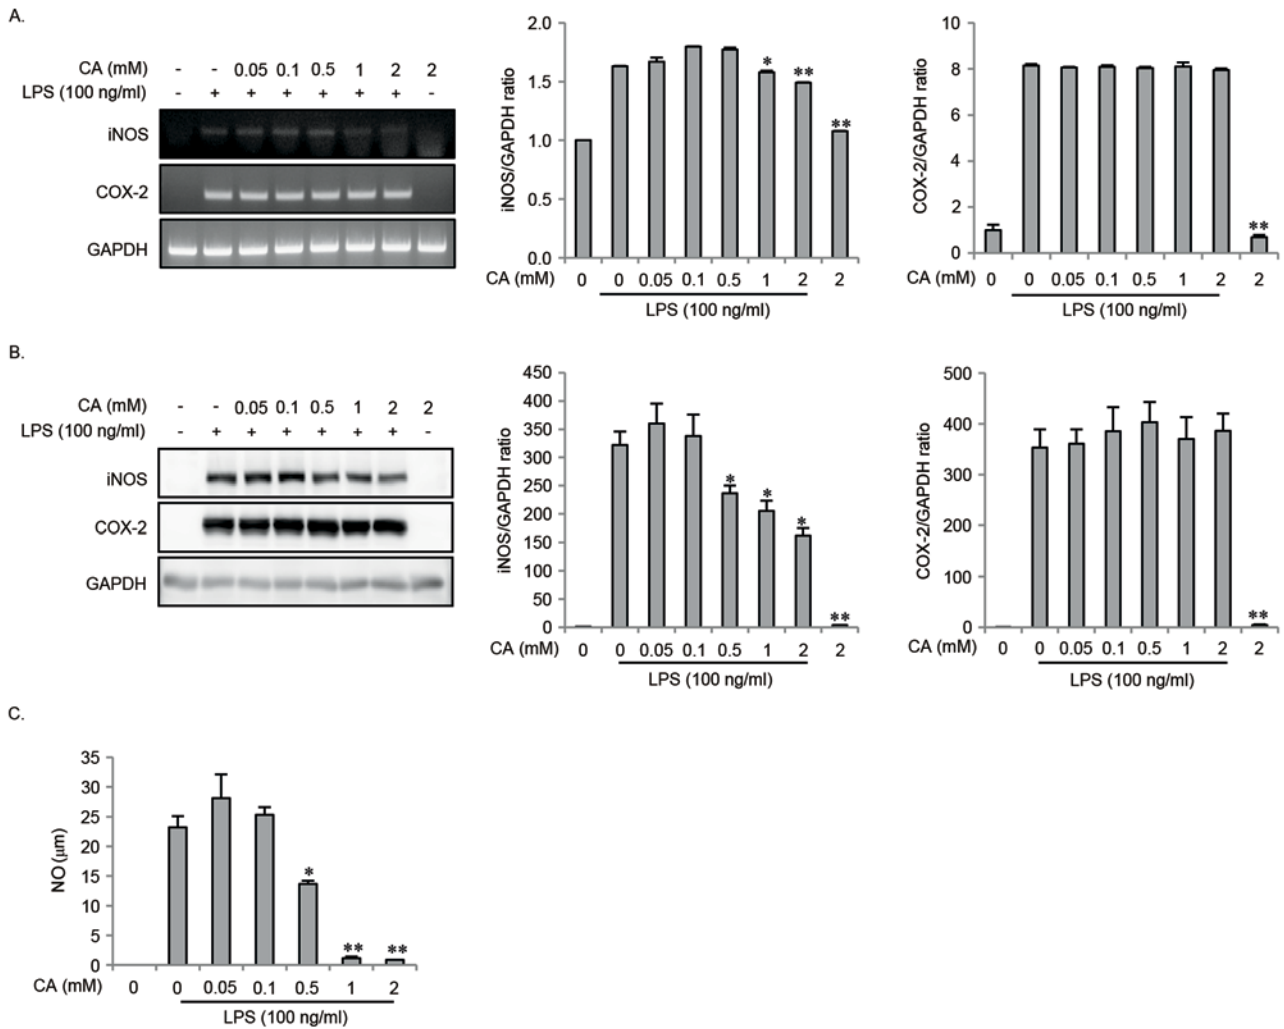 A.
CA (mM) - - 0.05 0.1 0.5 1 2 2
LPS (100 ng/ml) - + + + + + + -
iNOS
COX-2
GAPDH
iNOS/GAPDH ratio
2.0
1.5
1.0
0.5
0.0
* ** **
CA (mM) 0 0 0.05 0.1 0.5 1 2 2
LPS (100 ng/ml)
COX-2/GAPDH ratio
10
8
6
4
2
0
**
CA (mM) 0 0 0.05 0.1 0.5 1 2 2
LPS (100 ng/ml)
B.
CA (mM) - - 0.05 0.1 0.5 1 2 2
LPS (100 ng/ml) - + + + + + + -
iNOS
COX-2
GAPDH
iNOS/GAPDH ratio
450
400
350
300
250
200
150
100
50
0
* * * **
CA (mM) 0 0 0.05 0.1 0.5 1 2 2
LPS (100 ng/ml)
COX-2/GAPDH ratio
500
400
300
200
100
0
**
CA (mM) 0 0 0.05 0.1 0.5 1 2 2
LPS (100 ng/ml)
C.
NO (μm)
35
30
25
20
15
10
5
0
* ** **
CA (mM) 0 0 0.05 0.1 0.5 1 2
LPS (100 ng/ml)